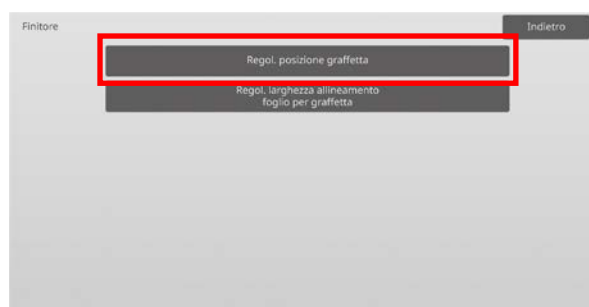 Finitore
Indietro
Regol. posizione graffetta
Regol. larghezza allineamento
foglio per graffetta